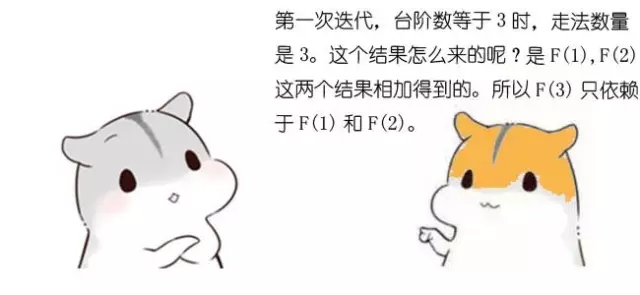 第一次迭代，台阶数等于 3 时，走法数量
是 3。这个结果怎么来的呢？是 F(1),F(2)
这两个结果相加得到的。所以 F(3) 只依赖
于 F(1) 和 F(2)。